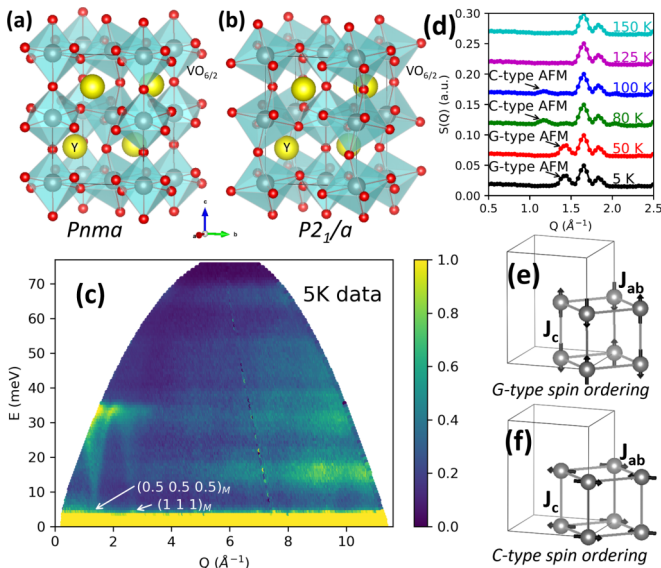 (a)
VO6/2
Y
Pnma
(b)
VO6/2
P21/a
c
a
b
(d)
S(Q) (a.u.)
0.30
0.25
0.20
0.15
0.10
0.05
0.00
150 K
125 K
C-type AFM
100 K
C-type AFM
80 K
G-type AFM
50 K
G-type AFM
5 K
0.5 1.0 1.5 2.0 2.5
Q (Å⁻¹)
(c)
5K data
E (meV)
70
60
50
40
30
20
10
0
(0.5 0.5 0.5)M
(1 1 1)M
0 2 4 6 8 10
Q (Å⁻¹)
1.0
0.8
0.6
0.4
0.2
0.0
(e)
Jab
Jc
G-type spin ordering
(f)
Jab
Jc
C-type spin ordering